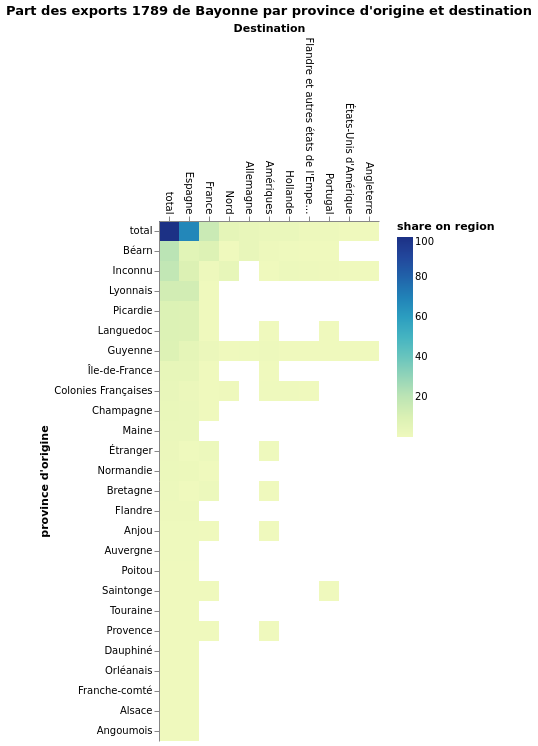 Part des exports 1789 de Bayonne par province d'origine et destination
Destination
total
Espagne
France
Nord
Allemagne
Amériques
Hollande
Flandre et autres états de l'Empe...
Portugal
États-Unis d'Amérique
Angleterre
share on region
100
80
60
40
20
province d'origine
total
Béarn
Inconnu
Lyonnais
Picardie
Languedoc
Guyenne
Île-de-France
Colonies Françaises
Champagne
Maine
Étranger
Normandie
Bretagne
Flandre
Anjou
Auvergne
Poitou
Saintonge
Touraine
Provence
Dauphiné
Orléanais
Franche-comté
Alsace
Angoumois